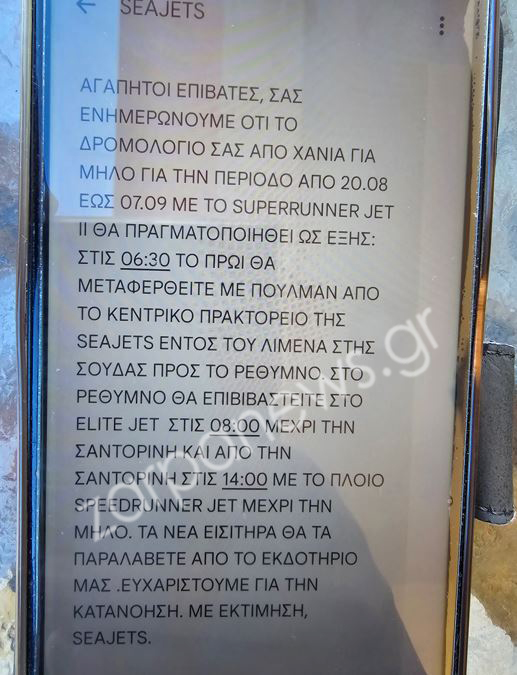 SEAJETS
ΑΓΑΠΗΤΟΙ ΕΠΙΒΑΤΕΣ, ΣΑΣ
ΕΝΗΜΕΡΩΝΟΥΜΕ ΟΤΙ ΤΟ
ΔΡΟΜΟΛΟΓΙΟ ΣΑΣ ΑΠΟ ΧΑΝΙΑ ΓΙΑ
ΜΗΛΟ ΓΙΑ ΤΗΝ ΠΕΡΙΟΔΟ ΑΠΟ 20.08
ΕΩΣ 07.09 ΜΕ ΤΟ SUPERRUNNER JET
II ΘΑ ΠΡΑΓΜΑΤΟΠΟΙΗΘΕΙ ΩΣ ΕΞΗΣ:
ΣΤΙΣ 06:30 ΤΟ ΠΡΩΙ ΘΑ
ΜΕΤΑΦΕΡΘΕΙΤΕ ΜΕ ΠΟΥΛΜΑΝ ΑΠΟ
ΤΟ ΚΕΝΤΡΙΚΟ ΠΡΑΚΤΟΡΕΙΟ ΤΗΣ
SEAJETS ΕΝΤΟΣ ΤΟΥ ΛΙΜΕΝΑ ΣΤΗΣ
ΣΟΥΔΑΣ ΠΡΟΣ ΤΟ ΡΕΘΥΜΝΟ. ΣΤΟ
ΡΕΘΥΜΝΟ ΘΑ ΕΠΙΒΙΒΑΣΤΕΙΤΕ ΣΤΟ
ELITE JET ΣΤΙΣ 08:00 ΜΕΧΡΙ ΤΗΝ
ΣΑΝΤΟΡΙΝΗ ΚΑΙ ΑΠΟ ΤΗΝ
ΣΑΝΤΟΡΙΝΗ ΣΤΙΣ 14:00 ΜΕ ΤΟ ΠΛΟΙΟ
SPEEDRUNNER JET ΜΕΧΡΙ ΤΗΝ
ΜΗΛΟ. ΤΑ ΝΕΑ ΕΙΣΙΤΗΡΑ ΘΑ ΤΑ
ΠΑΡΑΛΑΒΕΤΕ ΑΠΟ ΤΟ ΕΚΔΟΤΗΡΙΟ
ΜΑΣ .ΕΥΧΑΡΙΣΤΟΥΜΕ ΓΙΑ ΤΗΝ
ΚΑΤΑΝΟΗΣΗ. ΜΕ ΕΚΤΙΜΗΣΗ,
SEAJETS.
zarpanews.gr